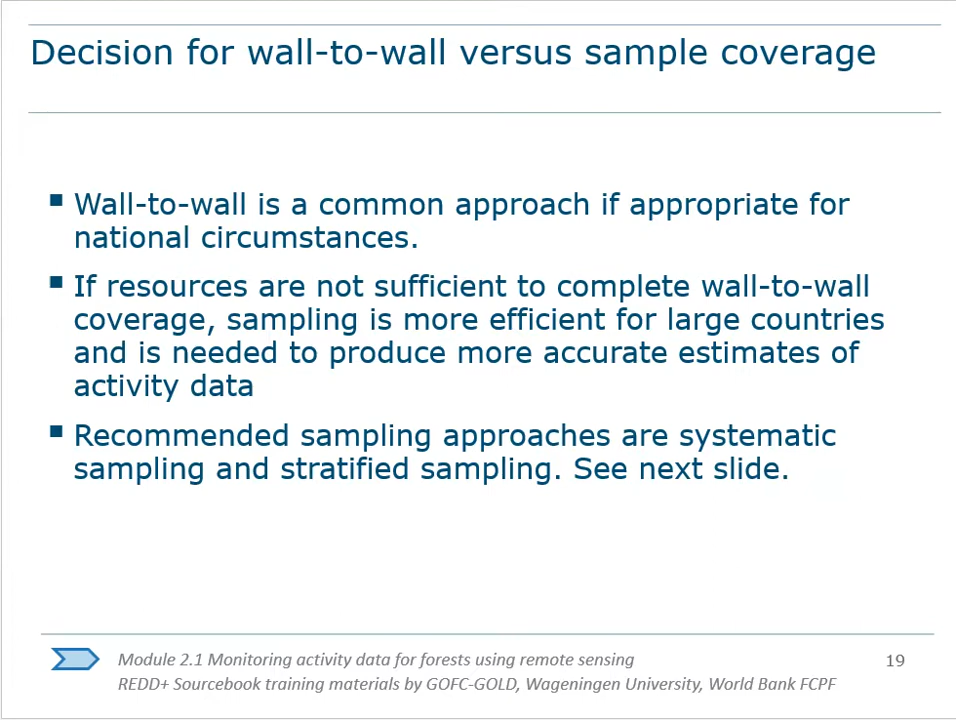 Decision for wall-to-wall versus sample coverage
▪ Wall-to-wall is a common approach if appropriate for
national circumstances.
▪ If resources are not sufficient to complete wall-to-wall
coverage, sampling is more efficient for large countries
and is needed to produce more accurate estimates of
activity data
▪ Recommended sampling approaches are systematic
sampling and stratified sampling. See next slide.
Module 2.1 Monitoring activity data for forests using remote sensing
REDD+ Sourcebook training materials by GOFC-GOLD, Wageningen University, World Bank FCPF
19